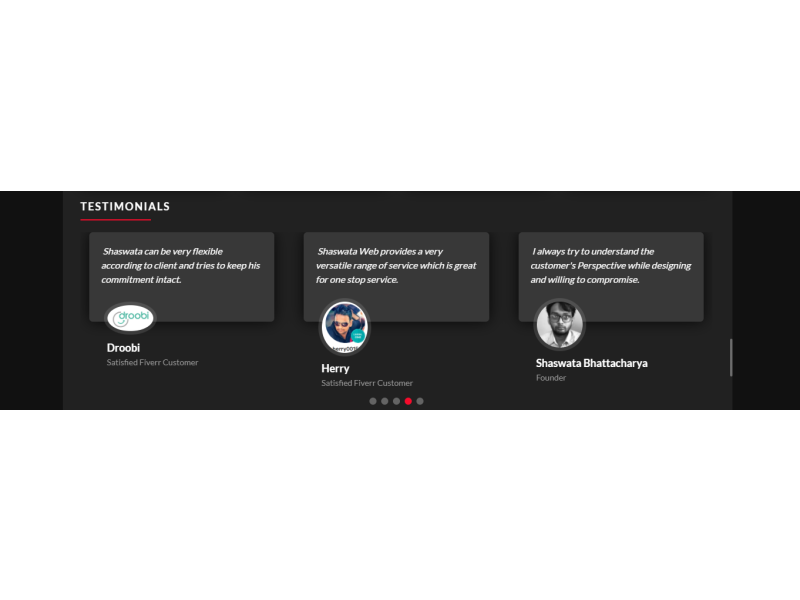 TESTIMONIALS
Shaswata can be very flexible
according to client and tries to keep his
commitment intact.
droobi
Droobi
Satisfied Fiverr Customer
Shaswata Web provides a very
versatile range of service which is great
for one stop service.
Herry
Satisfied Fiverr Customer
I always try to understand the
customer's Perspective while designing
and willing to compromise.
Shaswata Bhattacharya
Founder